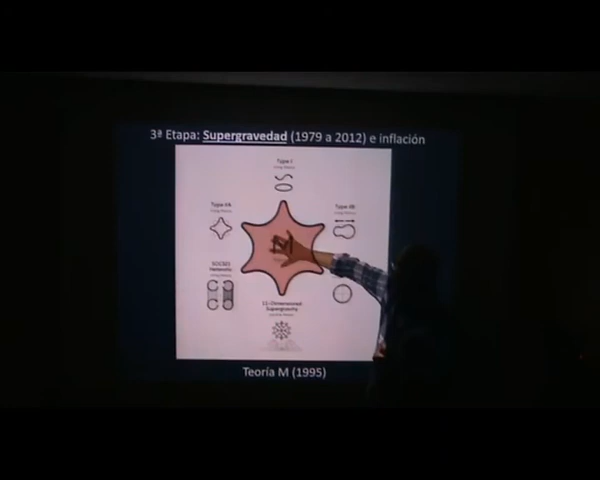 3ª Etapa: Supergravedad (1979 a 2012) e inflación
Type I
Type IIA
Type IIB
M
11-Dimensional
Supergravity
Teoría M (1995)